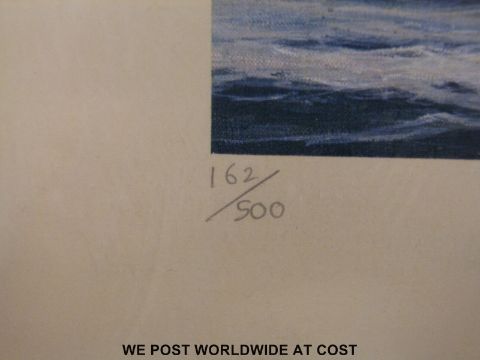 162/
500
WE POST WORLDWIDE AT COST